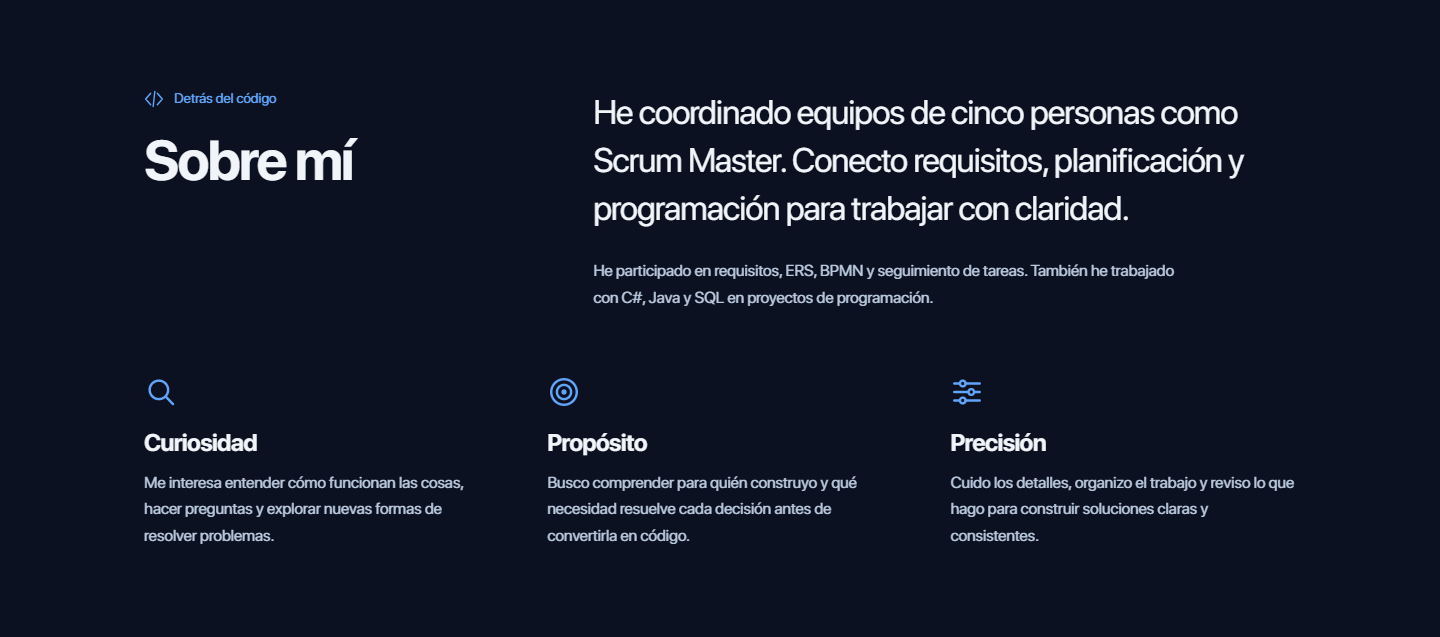 Detrás del código
Sobre mí
He coordinado equipos de cinco personas como
Scrum Master. Conecto requisitos, planificación y
programación para trabajar con claridad.
He participado en requisitos, ERS, BPMN y seguimiento de tareas. También he trabajado
con C#, Java y SQL en proyectos de programación.
Curiosidad
Me interesa entender cómo funcionan las cosas,
hacer preguntas y explorar nuevas formas de
resolver problemas.
Propósito
Busco comprender para quién construyo y qué
necesidad resuelve cada decisión antes de
convertirla en código.
Precisión
Cuido los detalles, organizo el trabajo y reviso lo que
hago para construir soluciones claras y
consistentes.